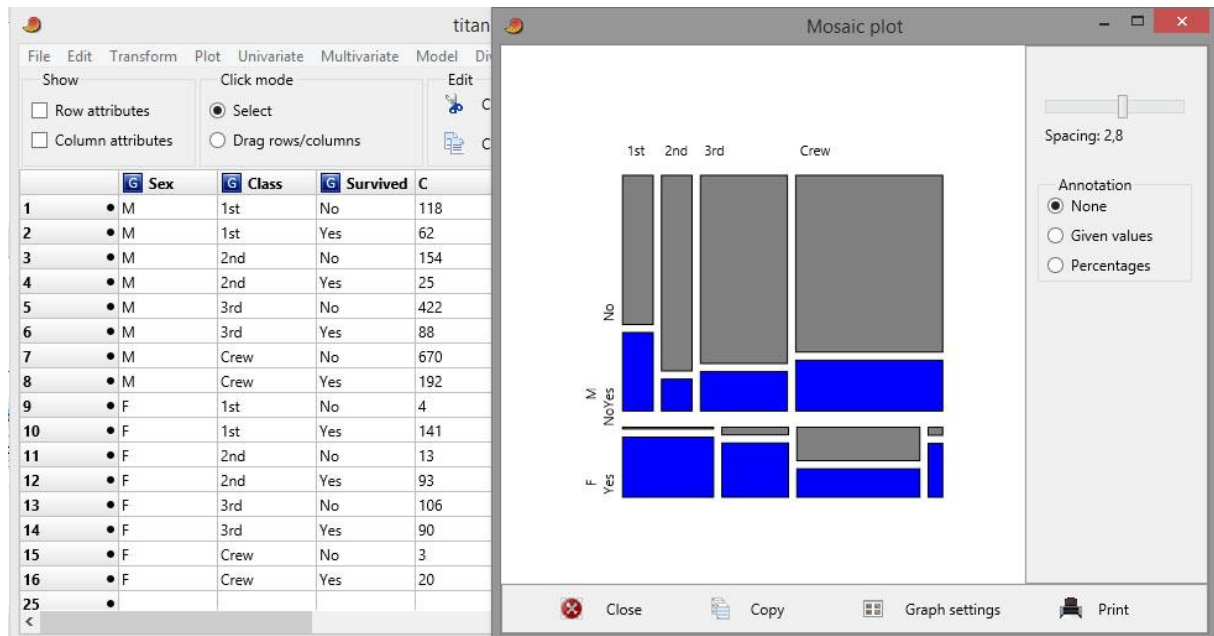 titan
File Edit Transform Plot Univariate Multivariate Model Div
Show
Row attributes
Column attributes
Click mode
Select
Drag rows/columns
Edit
C
C
G Sex G Class G Survived C
1 • M 1st No 118
2 • M 1st Yes 62
3 • M 2nd No 154
4 • M 2nd Yes 25
5 • M 3rd No 422
6 • M 3rd Yes 88
7 • M Crew No 670
8 • M Crew Yes 192
9 • F 1st No 4
10 • F 1st Yes 141
11 • F 2nd No 13
12 • F 2nd Yes 93
13 • F 3rd No 106
14 • F 3rd Yes 90
15 • F Crew No 3
16 • F Crew Yes 20
25 •
Mosaic plot
1st 2nd 3rd Crew
No
M
NoYes
F
Yes
Spacing: 2,8
Annotation
None
Given values
Percentages
Close Copy Graph settings Print